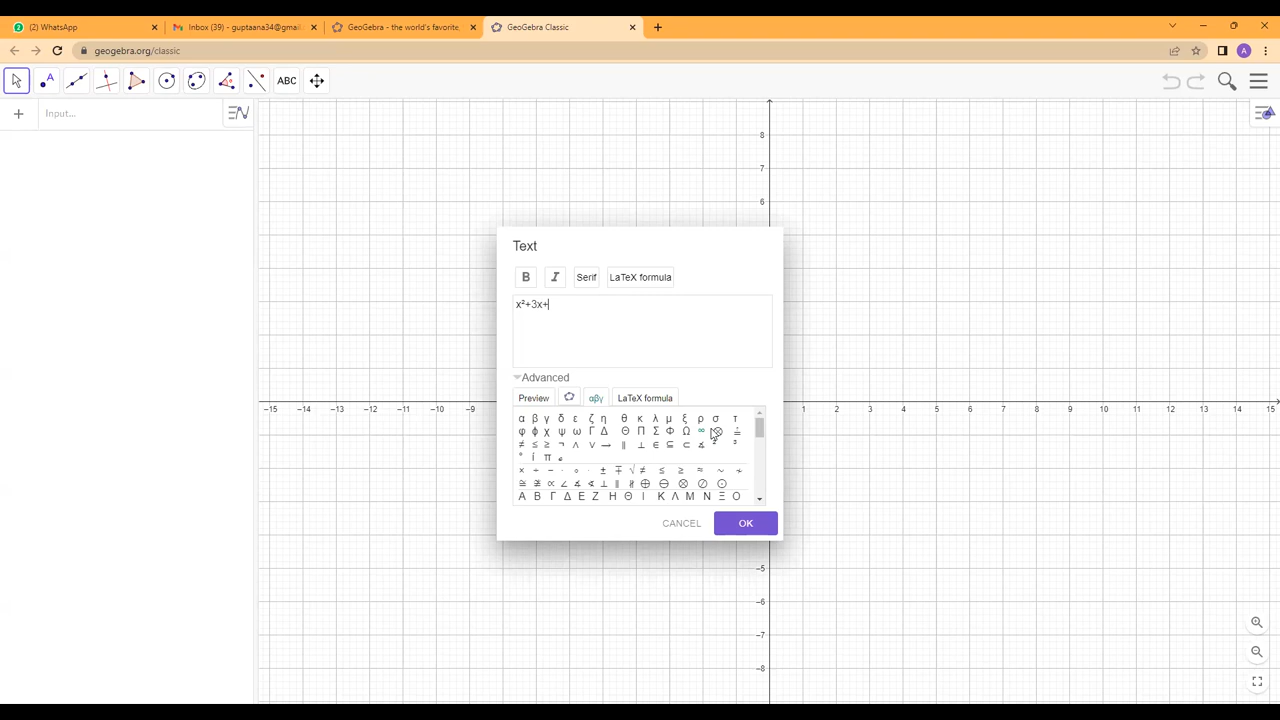 (2) WhatsApp
Inbox (39) - guptaana34@gmail
GeoGebra - the world's favorite,
GeoGebra Classic
geogebra.org/classic
A
ABC
Input...
8
7
6
-15 -14 -13 -12 -11 -10 -9
1 2 3 4 5 6 7 8 9 10 11 12 13 14 15
-5
-6
-7
-8
Text
B I Serif LaTeX formula
x²+3x+
Advanced
Preview αβγ LaTeX formula
α β γ δ ε ζ η θ κ λ μ ξ ρ σ τ
φ ϕ χ ψ ω Γ Δ Θ Π Σ Φ Ω ∞ ⊗ ≟
≠ ≤ ≥ ¬ ∧ ∨ → ∥ ⊥ ∈ ⊆ ⊂ ∡ ² ³
° í π
× ÷ − · ∘ · ± ∓ √ ≠ ≤ ≥ ≈ ~
≅ ∝ ∠ ∡ ⊥ ∥ ∦ ⊕ ⊖ ⊗ ⊘ ⊙
Α Β Γ Δ Ε Ζ Η Θ Ι Κ Λ Μ Ν Ξ Ο
CANCEL OK